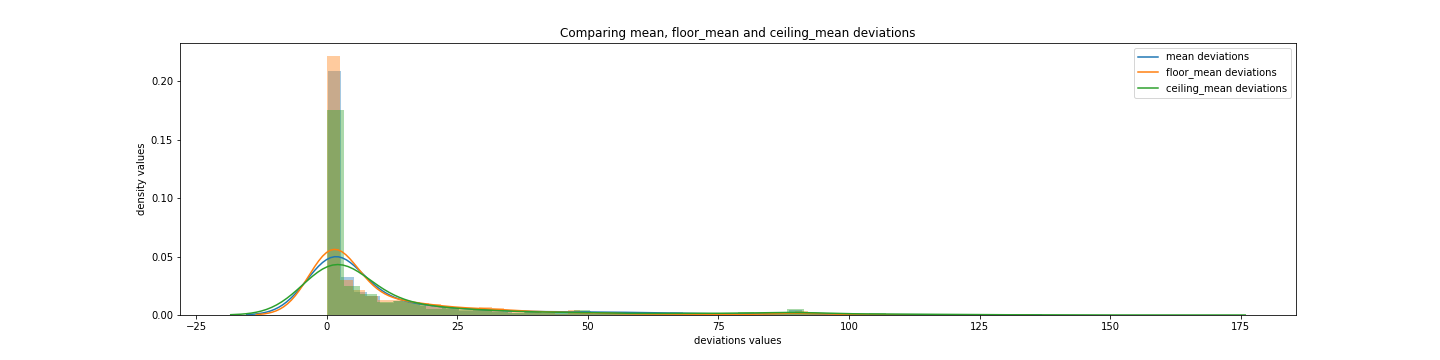 Comparing mean, floor_mean and ceiling_mean deviations
mean deviations
floor_mean deviations
ceiling_mean deviations
density values
0.20
0.15
0.10
0.05
0.00
−25 0 25 50 75 100 125 150 175
deviations values